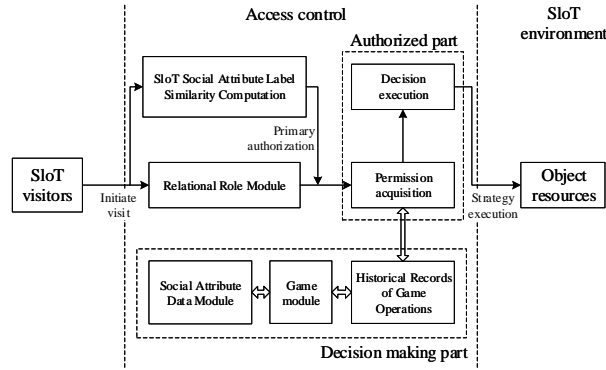 Access control
SIoT
environment
Authorized part
SIoT Social Attribute Label
Similarity Computation
Decision
execution
Primary
authorization
SIoT
visitors
Initiate
visit
Relational Role Module
Permission
acquisition
Strategy
execution
Object
resources
Social Attribute
Data Module
Game
module
Historical Records
of Game
Operations
Decision making part